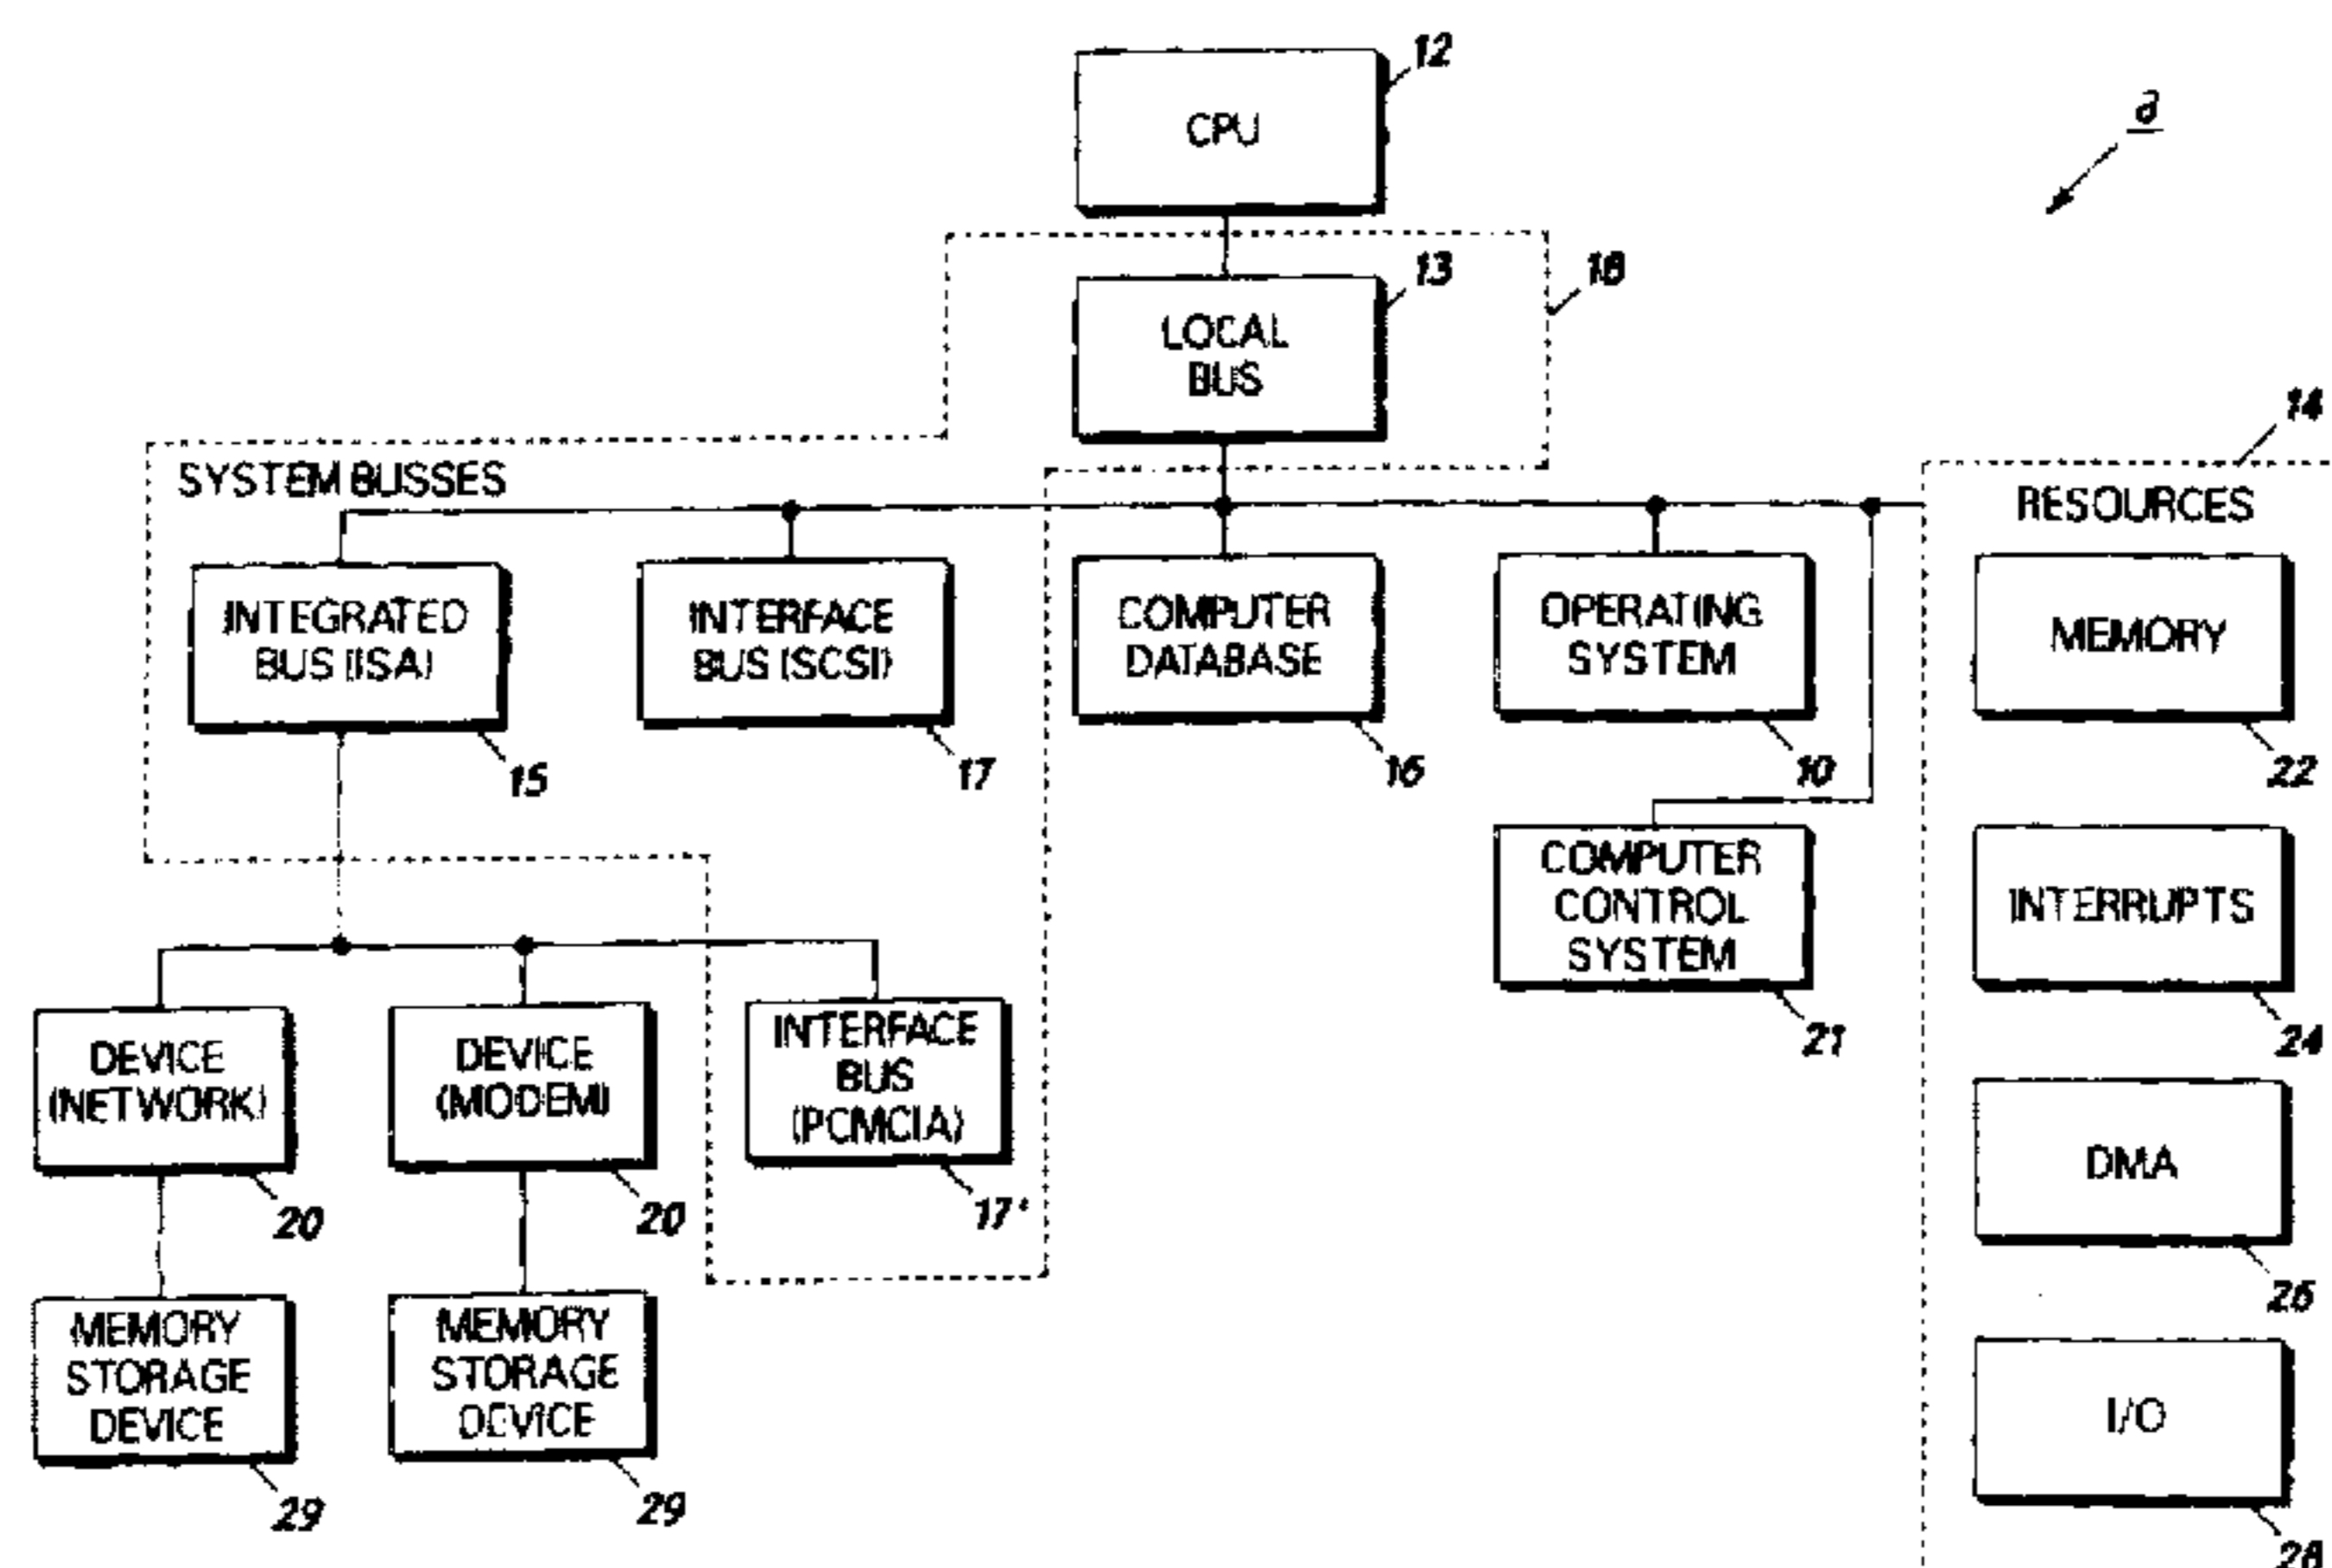 12
CPU
8
13
18
LOCAL
BUS
14
SYSTEM BUSSES
RESOURCES
INTEGRATED
BUS (ISA)
15
INTERFACE
BUS (SCSI)
17
COMPUTER
DATABASE
16
OPERATING
SYSTEM
10
MEMORY
22
COMPUTER
CONTROL
SYSTEM
21
INTERRUPTS
24
DEVICE
(NETWORK)
20
DEVICE
(MODEM)
20
INTERFACE
BUS
(PCMCIA)
17'
DMA
26
MEMORY
STORAGE
DEVICE
29
MEMORY
STORAGE
DEVICE
29
I/O
28